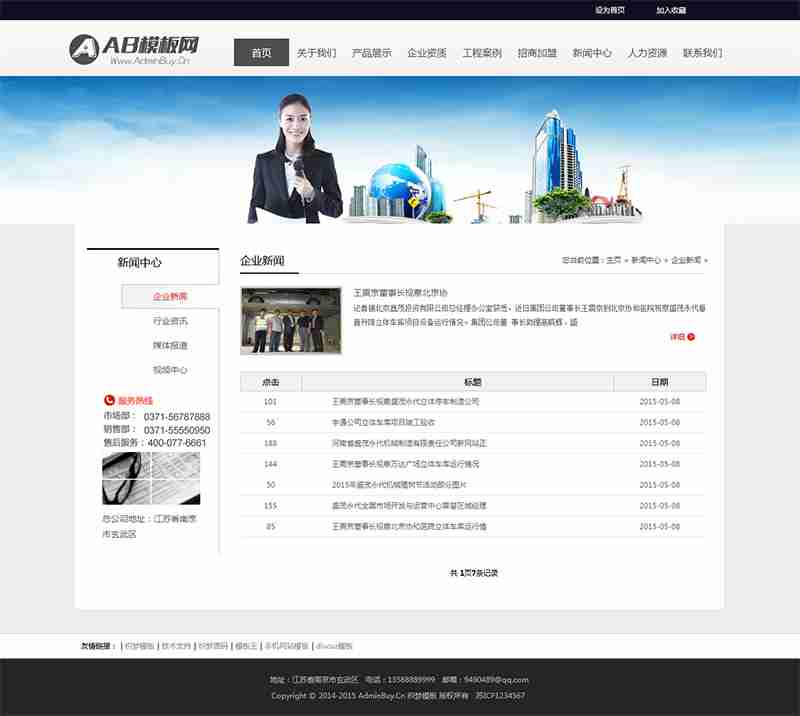 设为首页 加入收藏
AB模板网
Www.AdminBuy.Cn
首页 关于我们 产品展示 企业资质 工程案例 招商加盟 新闻中心 人力资源 联系我们
新闻中心
企业新闻
行业资讯
媒体报道
视频中心
服务热线
市场部: 0371-56787888
销售部: 0371-55550950
售后服务:400-077-6661
总公司地址:江苏省南京
市玄武区
企业新闻
您当前位置:主页 > 新闻中心 > 企业新闻 >
王震京董事长视察北京协
记者钱北京盛茂投资有限公司总经理办公室获悉,近日集团公司董事长王震京到北京协和医院视察盛茂永代悬
直升降立体车库项目设备运行情况。集团公司董 事长助理高晓辉、盛
详细
点击 标题 日期
101 王震京董事长视察盛茂永代立体停车制造公司 2015-05-08
56 宇通公司立体车库项目竣工验收 2015-05-08
188 河南省盛茂永代机械制造有限责任公司新网站正 2015-05-08
144 王震京董事长视察万达广场立体车库运行情况 2015-05-08
50 2015年盛茂永代机械植树节活动部分图片 2015-05-08
155 盛茂永代全国市场开发与运营中心栗督区域经理 2015-05-08
85 王震京董事长视察北京协和医院立体车库运行情 2015-05-08
共 1页7条记录
友情链接: | 织梦模板 | 技术支持 | 织梦源码 | 模板王 | 手机网站模板 | discuz模板
地址:江苏省南京市玄武区 电话:13588889999 邮箱:9490489@qq.com
Copyright © 2014-2015 AdminBuy.Cn 织梦模板 版权所有 苏ICP1234567